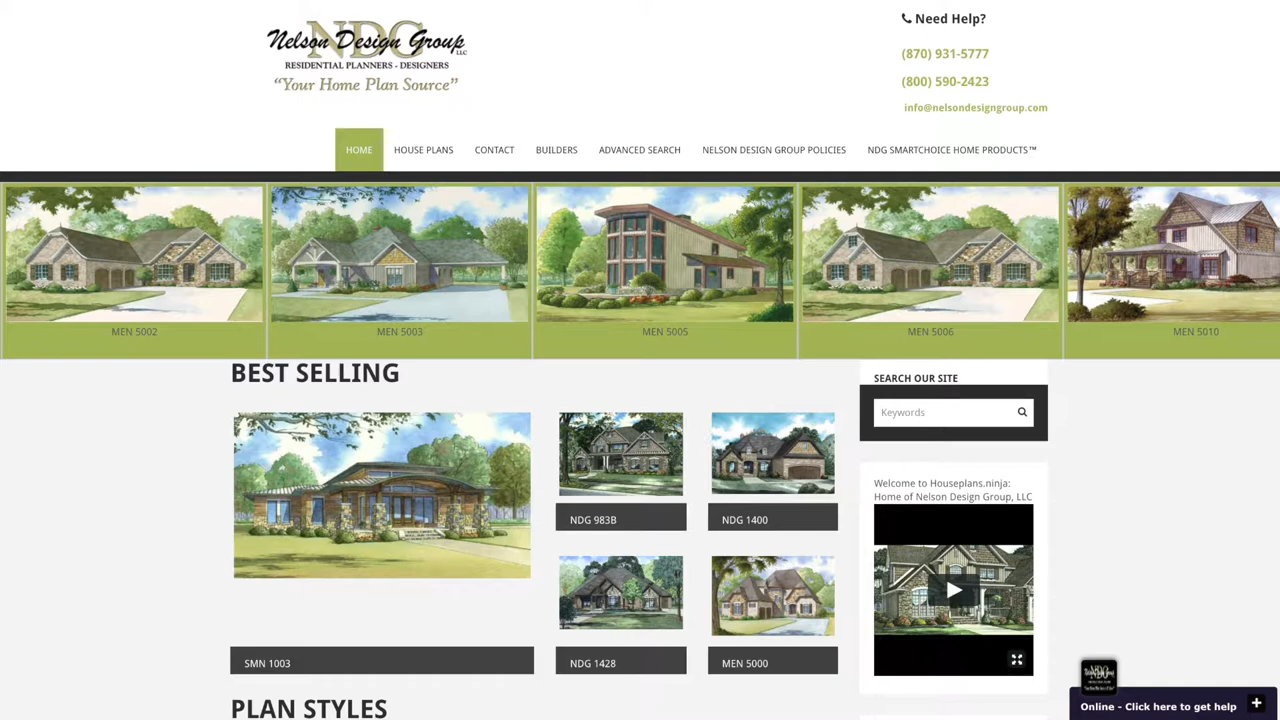 NDG
Nelson Design Group LLC
RESIDENTIAL PLANNERS - DESIGNERS
“Your Home Plan Source”
Need Help?
(870) 931-5777
(800) 590-2423
info@nelsondesigngroup.com
HOME HOUSE PLANS CONTACT BUILDERS ADVANCED SEARCH NELSON DESIGN GROUP POLICIES NDG SMARTCHOICE HOME PRODUCTS™
MEN 5002 MEN 5003 MEN 5005 MEN 5006 MEN 5010
BEST SELLING
SEARCH OUR SITE
Keywords
NDG 983B NDG 1400
Welcome to Houseplans.ninja:
Home of Nelson Design Group, LLC
SMN 1003 NDG 1428 MEN 5000
PLAN STYLES
Online - Click here to get help